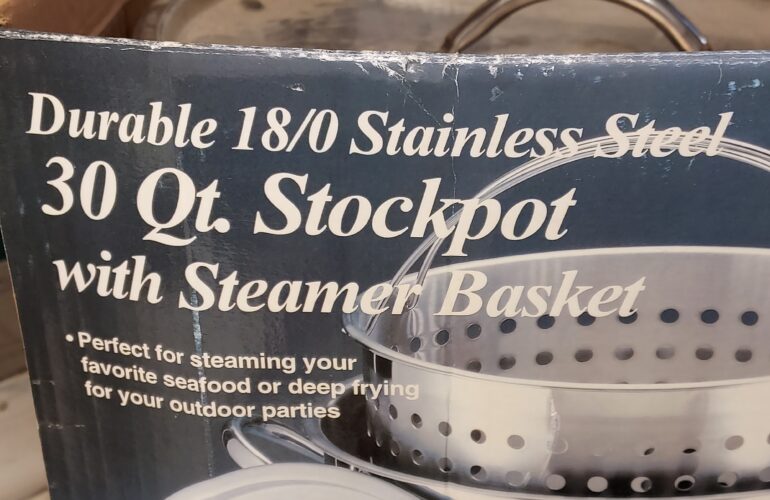 Durable 18/0 Stainless Steel
30 Qt. Stockpot
with Steamer Basket
• Perfect for steaming your
favorite seafood or deep frying
for your outdoor parties